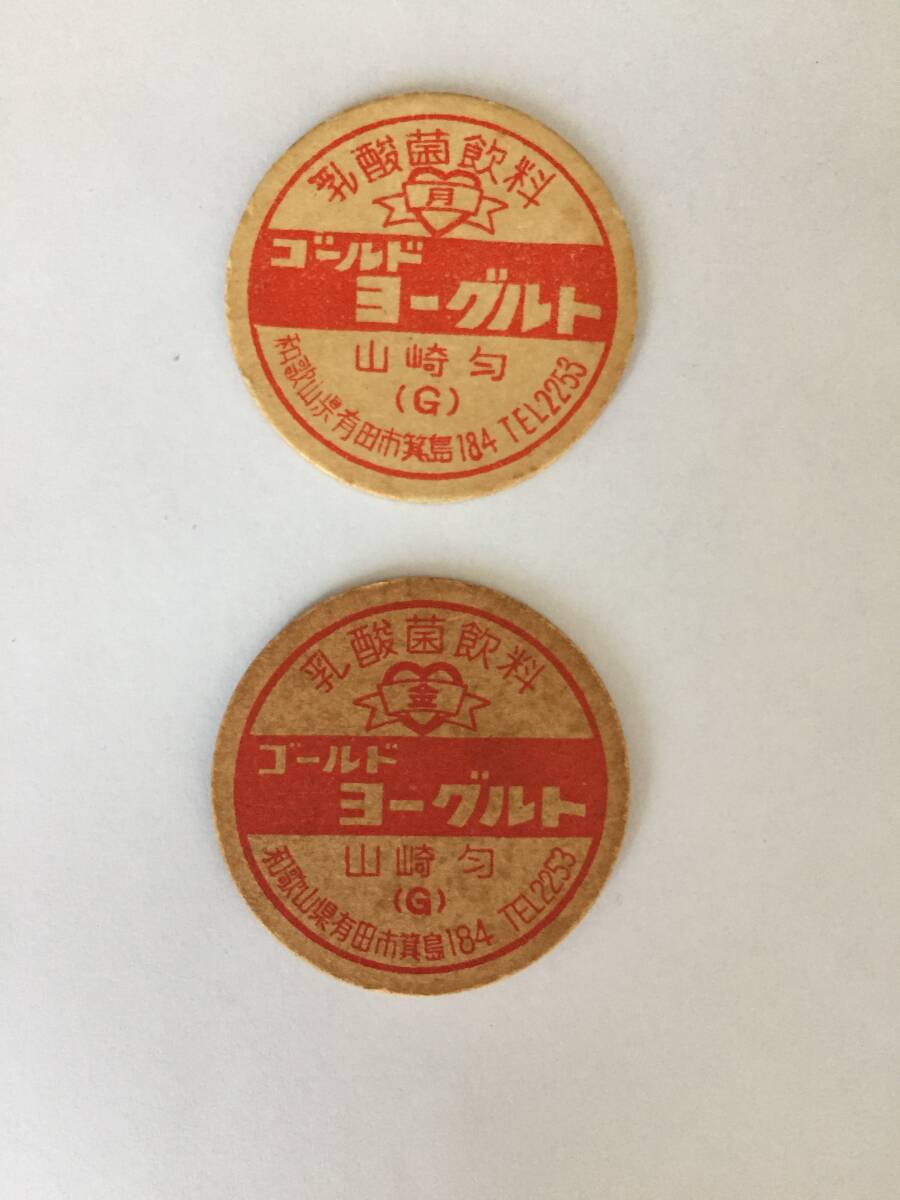 乳酸菌飲料
月
ゴールド
ヨーグルト
山崎匀
(G)
和歌山県有田市箕島184 TEL2253
乳酸菌飲料
金
ゴールド
ヨーグルト
山崎匀
(G)
和歌山県有田市箕島184 TEL2253